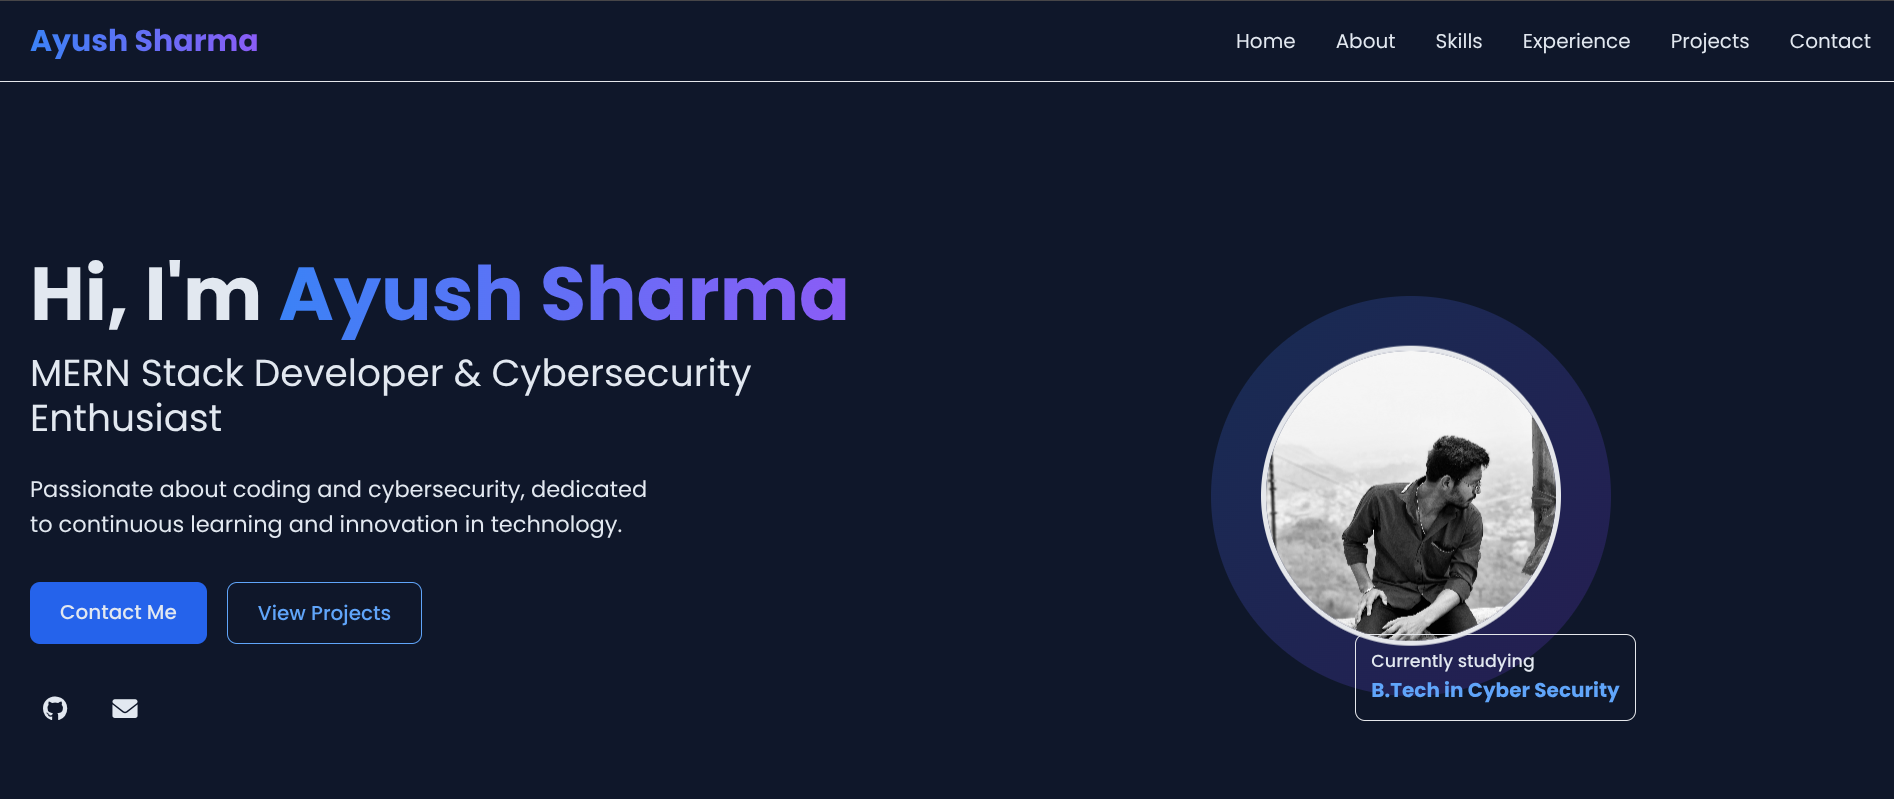 Ayush Sharma
Home About Skills Experience Projects Contact
Hi, I'm Ayush Sharma
MERN Stack Developer & Cybersecurity
Enthusiast
Passionate about coding and cybersecurity, dedicated
to continuous learning and innovation in technology.
Contact Me
View Projects
Currently studying
B.Tech in Cyber Security